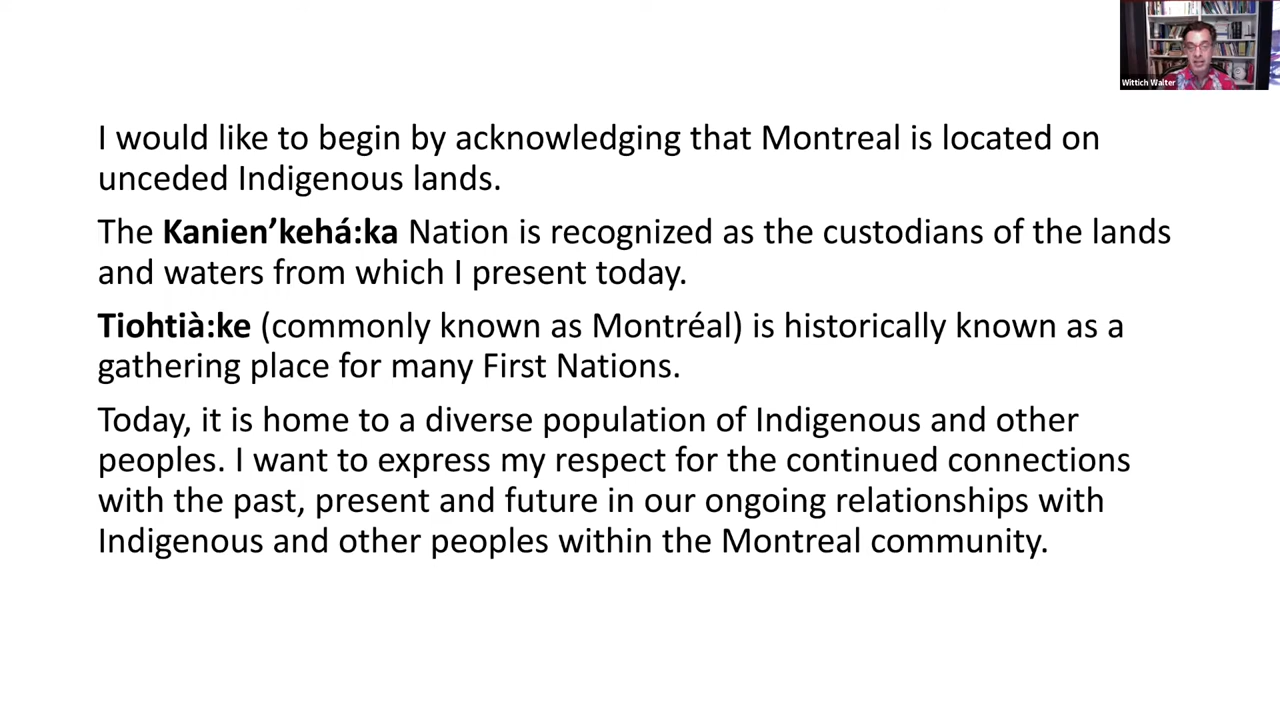 Wittich Walter
I would like to begin by acknowledging that Montreal is located on
unceded Indigenous lands.
The Kanien’kehá:ka Nation is recognized as the custodians of the lands
and waters from which I present today.
Tiohtià:ke (commonly known as Montréal) is historically known as a
gathering place for many First Nations.
Today, it is home to a diverse population of Indigenous and other
peoples. I want to express my respect for the continued connections
with the past, present and future in our ongoing relationships with
Indigenous and other peoples within the Montreal community.